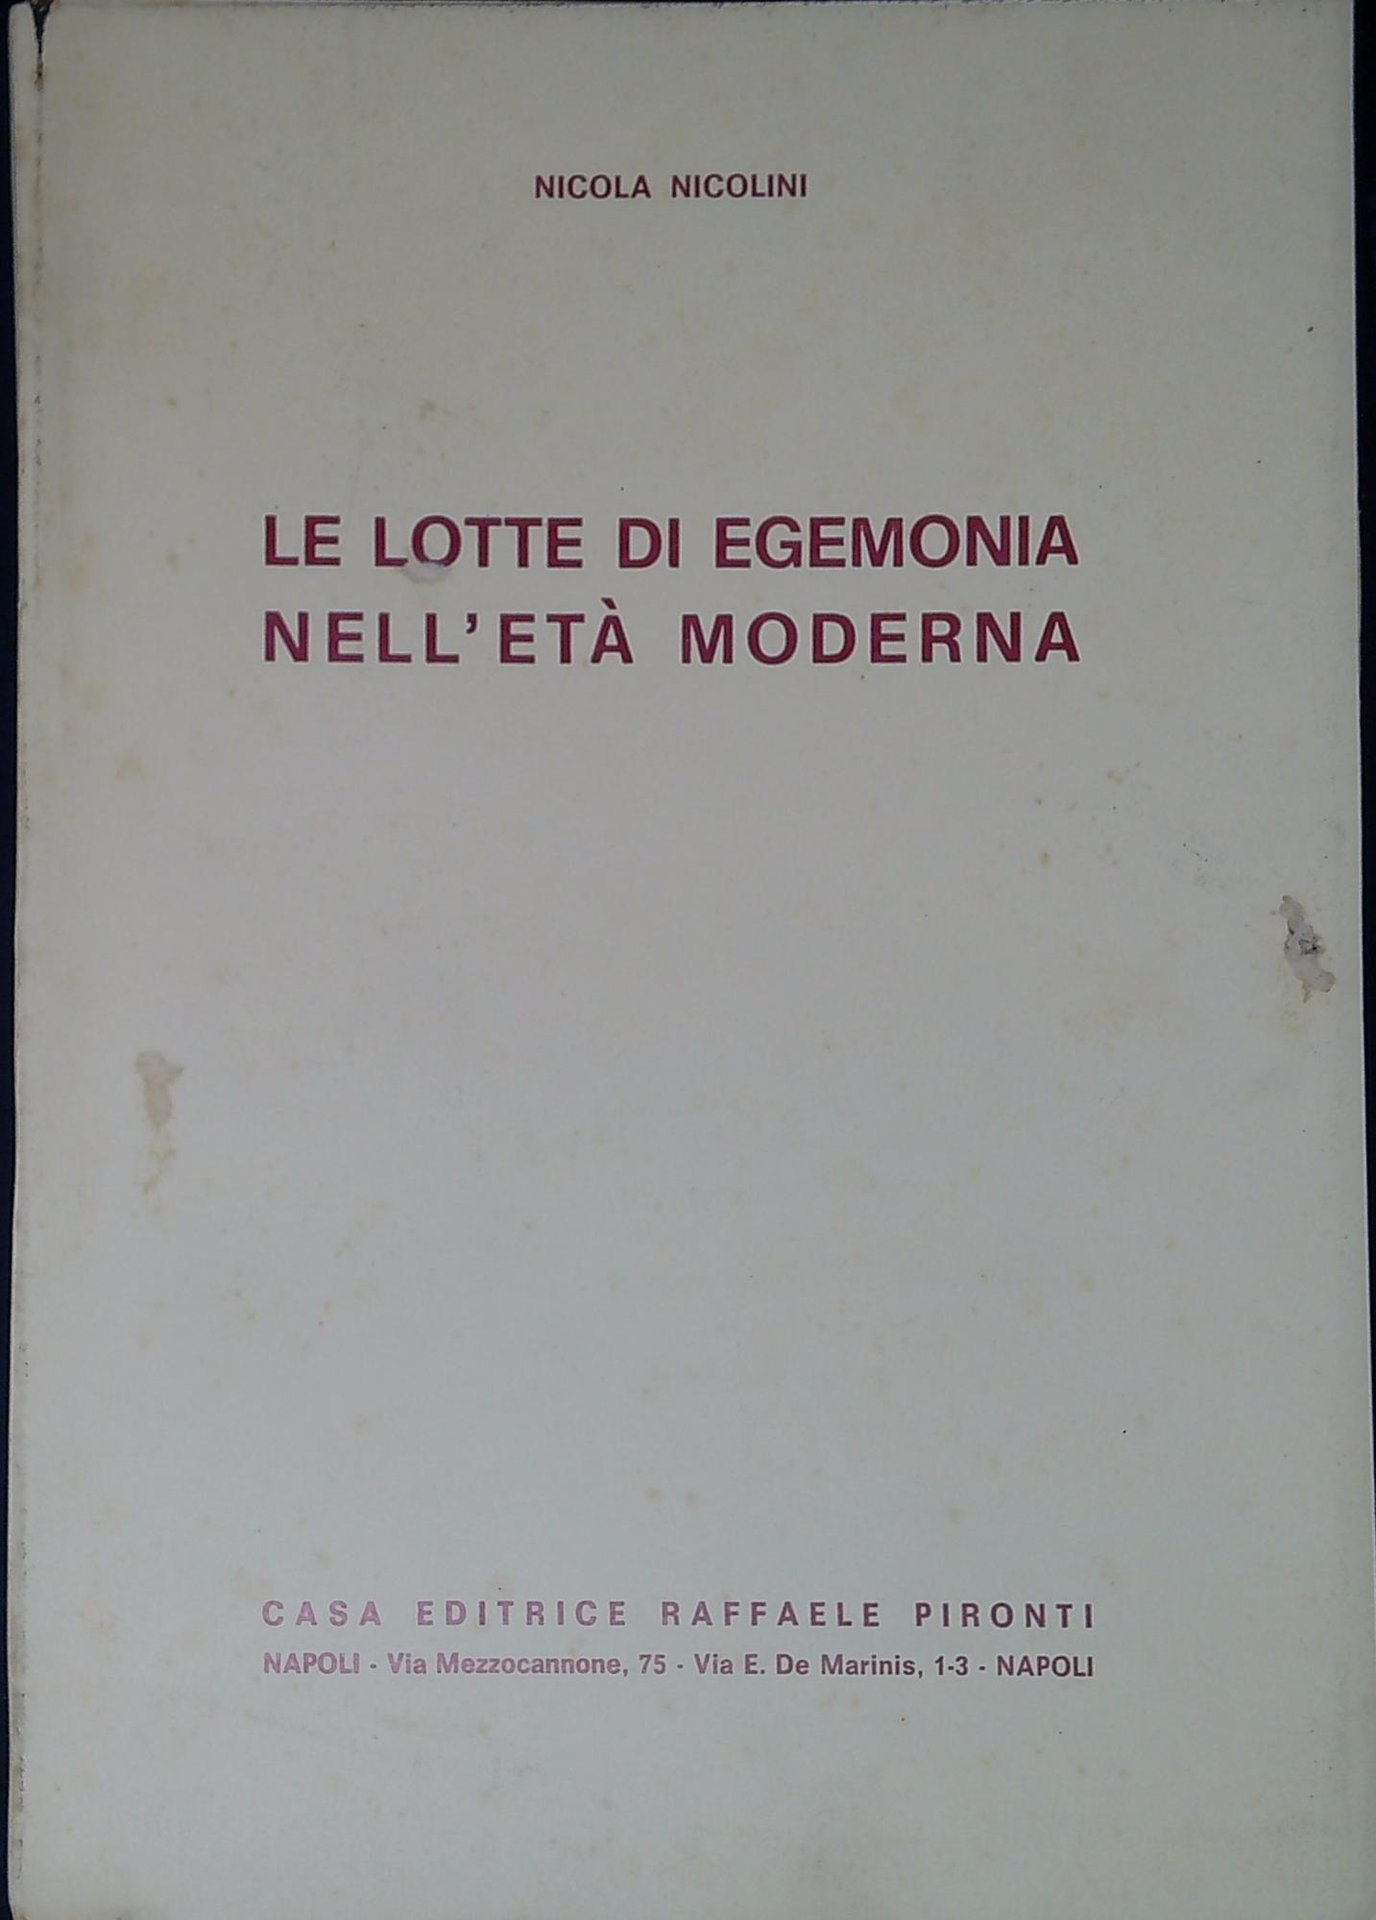 NICOLA NICOLINI
LE LOTTE DI EGEMONIA
NELL'ETÀ MODERNA
CASA EDITRICE RAFFAELE PIRONTI
NAPOLI - Via Mezzocannone, 75 - Via E. De Marinis, 1-3 - NAPOLI